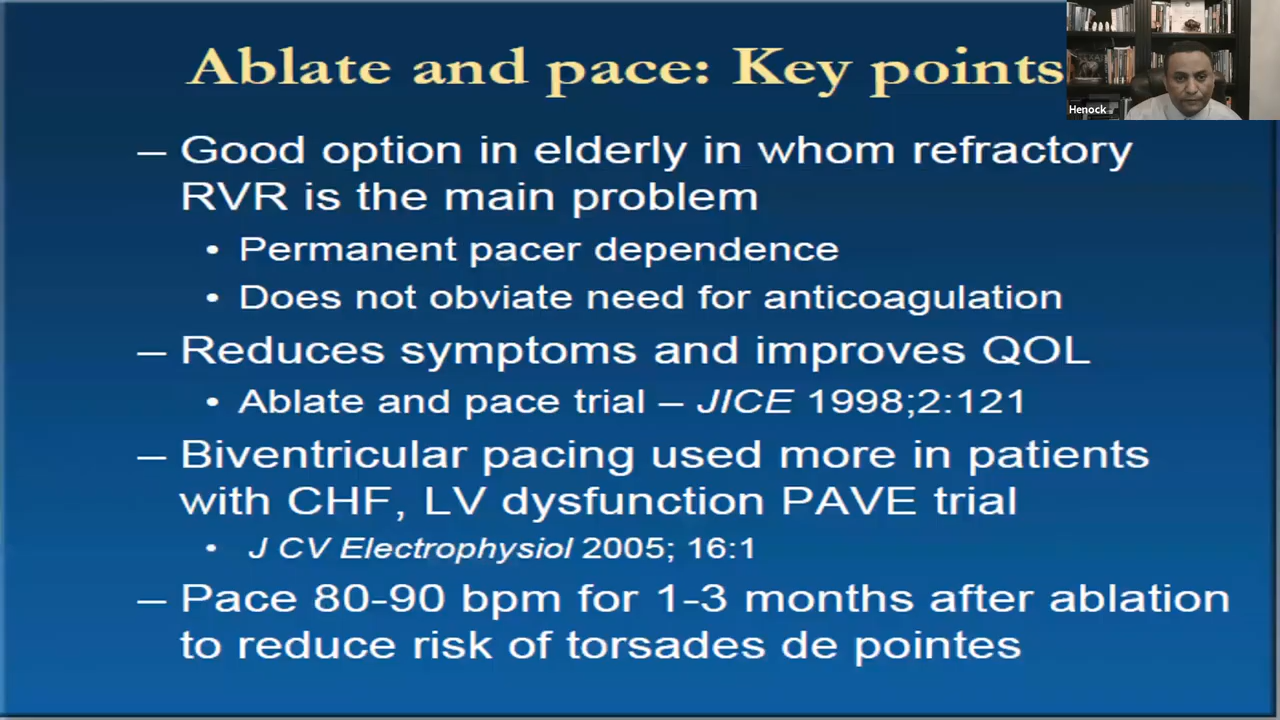 Ablate and pace: Key points
Henock
– Good option in elderly in whom refractory
RVR is the main problem
• Permanent pacer dependence
• Does not obviate need for anticoagulation
– Reduces symptoms and improves QOL
• Ablate and pace trial – JICE 1998;2:121
– Biventricular pacing used more in patients
with CHF, LV dysfunction PAVE trial
• J CV Electrophysiol 2005; 16:1
– Pace 80-90 bpm for 1-3 months after ablation
to reduce risk of torsades de pointes